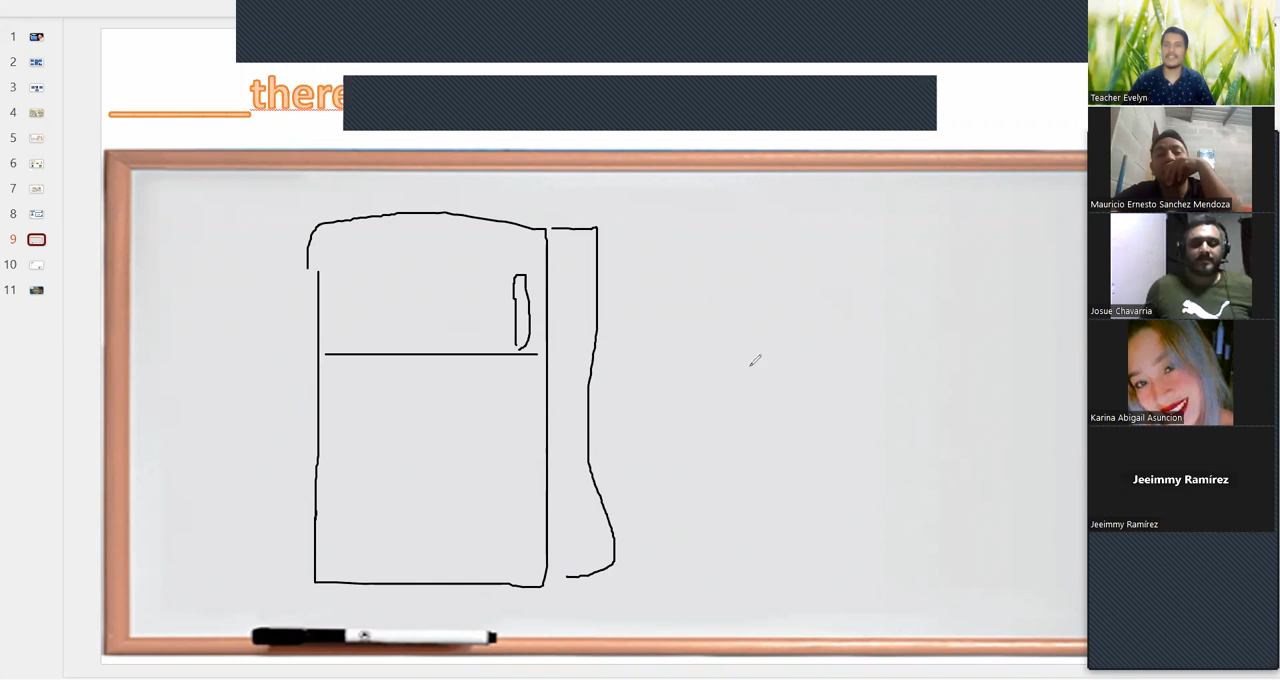 1
2
3
4
5
6
7
8
9
10
11
there
Teacher Evelyn
Mauricio Ernesto Sanchez Mendoza
Josue Chavarria
Karina Abigail Asuncion
Jeeimmy Ramírez
Jeeimmy Ramírez